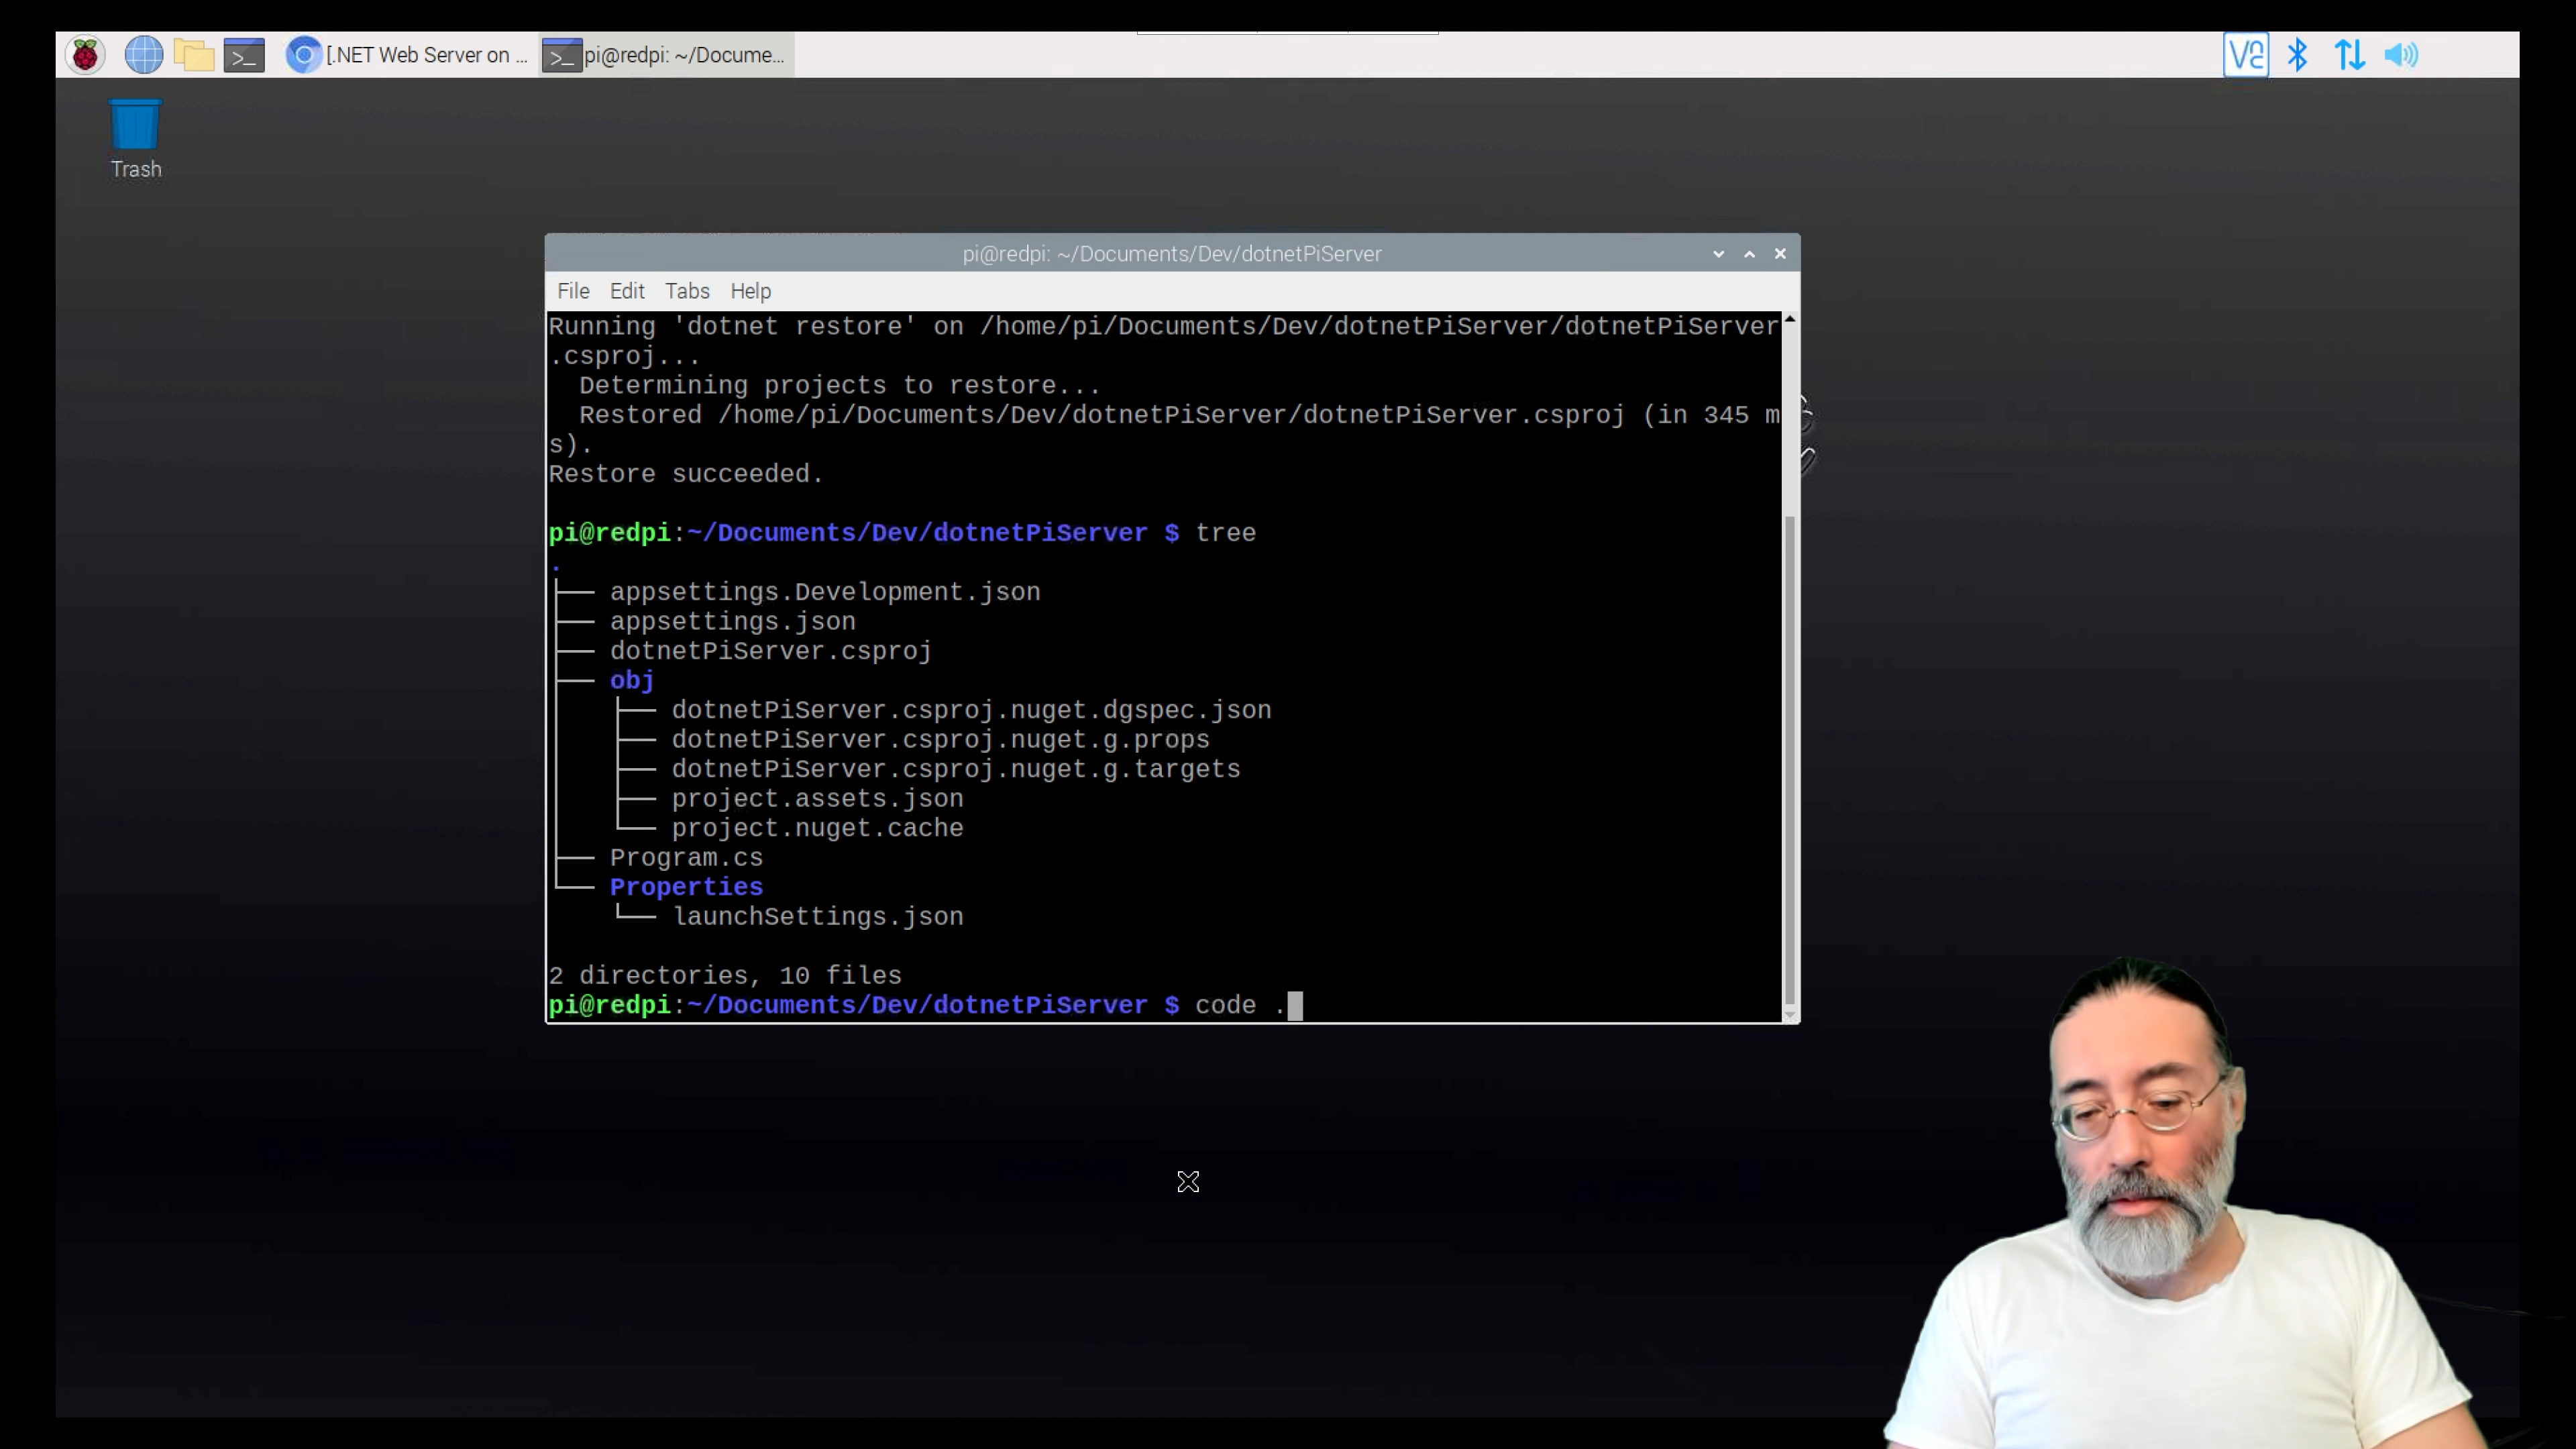 [.NET Web Server on ...
pi@redpi: ~/Docume...
VNC
Trash
pi@redpi: ~/Documents/Dev/dotnetPiServer
File Edit Tabs Help
Running 'dotnet restore' on /home/pi/Documents/Dev/dotnetPiServer/dotnetPiServer
.csproj...
Determining projects to restore...
Restored /home/pi/Documents/Dev/dotnetPiServer/dotnetPiServer.csproj (in 345 m
s).
Restore succeeded.
pi@redpi:~/Documents/Dev/dotnetPiServer $ tree
.
├── appsettings.Development.json
├── appsettings.json
├── dotnetPiServer.csproj
├── obj
│   ├── dotnetPiServer.csproj.nuget.dgspec.json
│   ├── dotnetPiServer.csproj.nuget.g.props
│   ├── dotnetPiServer.csproj.nuget.g.targets
│   ├── project.assets.json
│   └── project.nuget.cache
├── Program.cs
└── Properties
    └── launchSettings.json
2 directories, 10 files
pi@redpi:~/Documents/Dev/dotnetPiServer $ code .